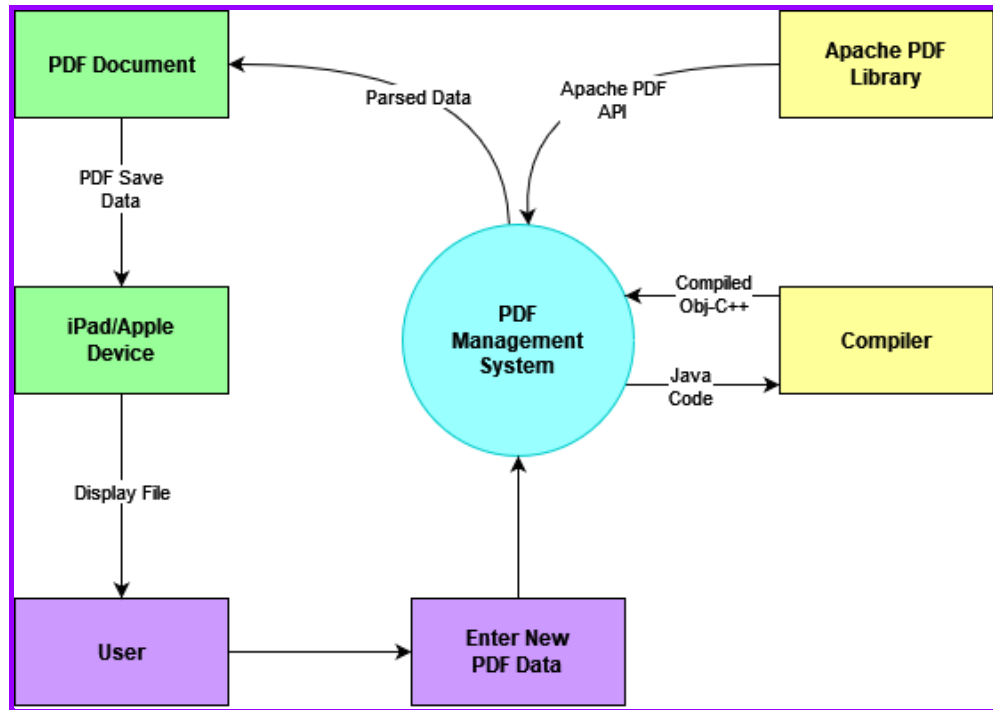 PDF Document
Apache PDF
Library
Parsed Data
Apache PDF
API
PDF Save
Data
iPad/Apple
Device
PDF
Management
System
Compiled
Obj-C++
Compiler
Java
Code
Display File
User
Enter New
PDF Data